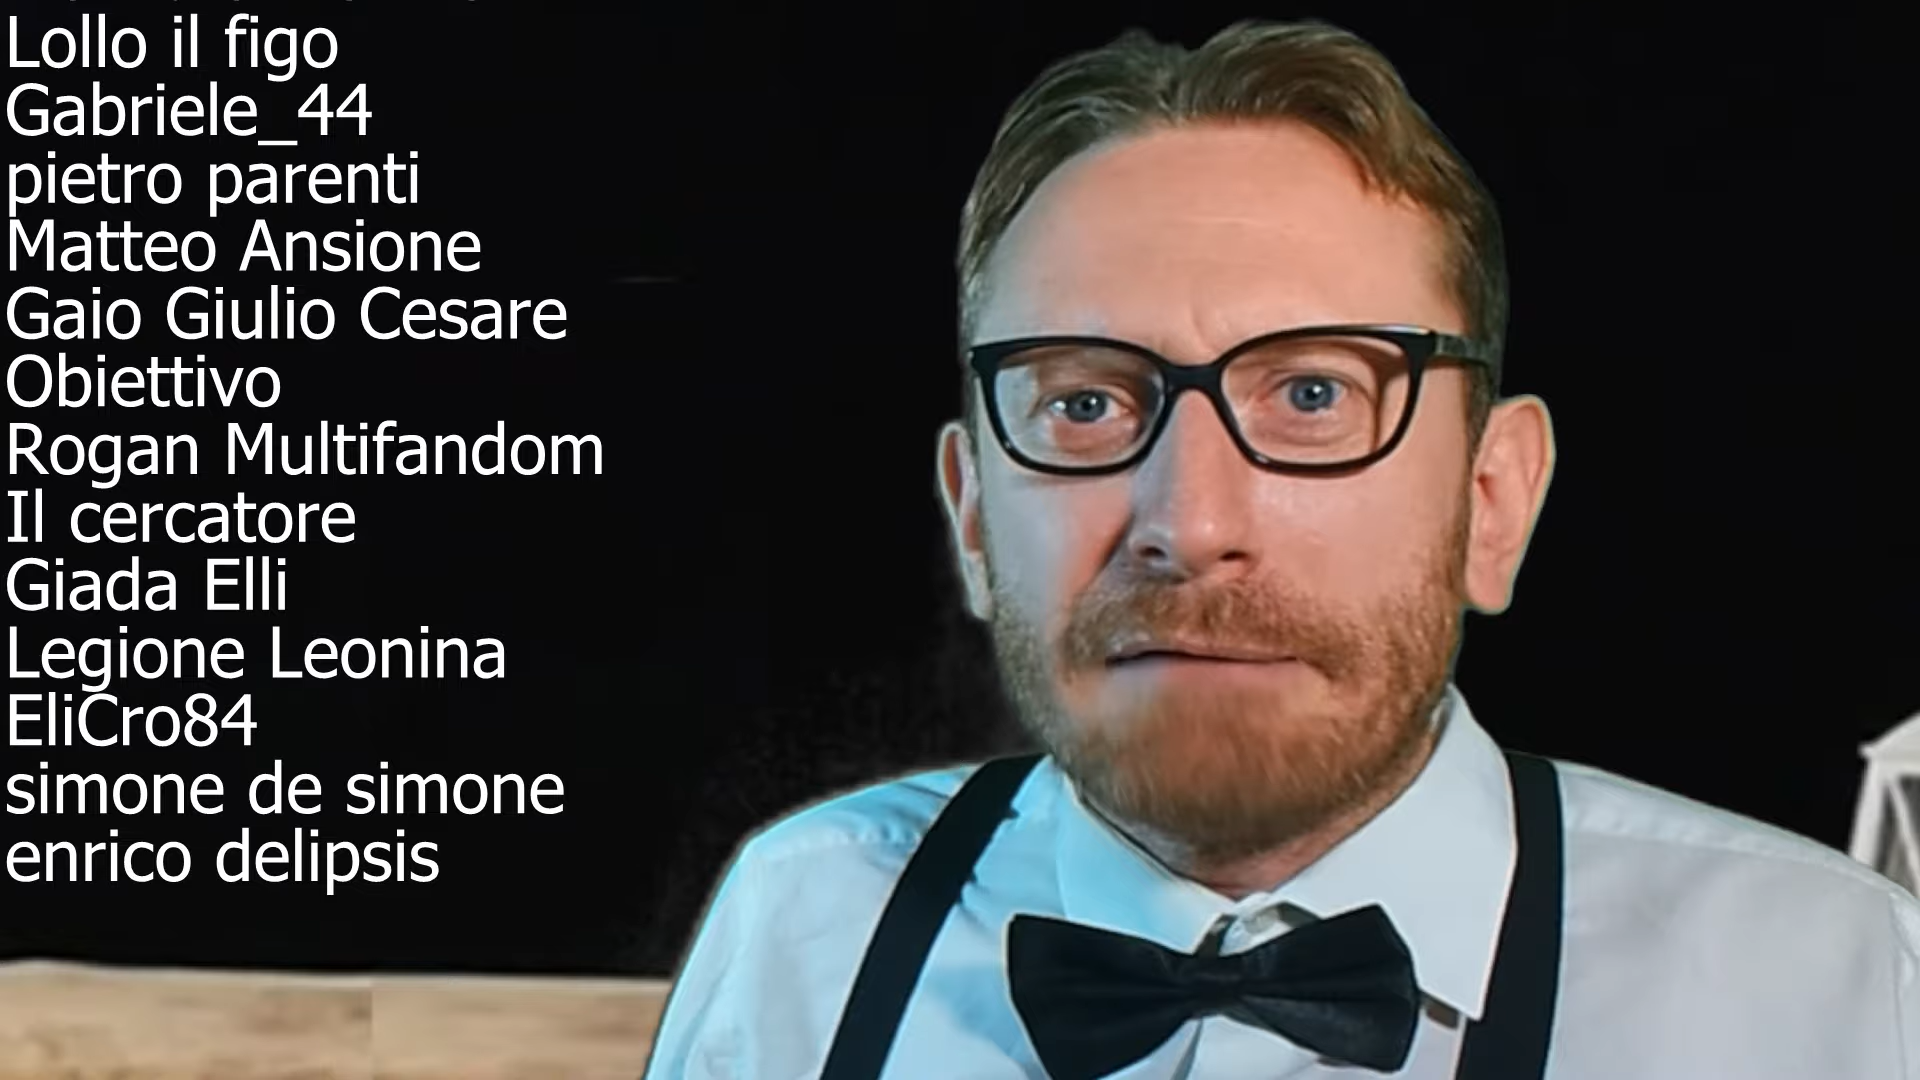 Lollo il figo
Gabriele_44
pietro parenti
Matteo Ansione
Gaio Giulio Cesare
Obiettivo
Rogan Multifandom
Il cercatore
Giada Elli
Legione Leonina
EliCro84
simone de simone
enrico delipsis